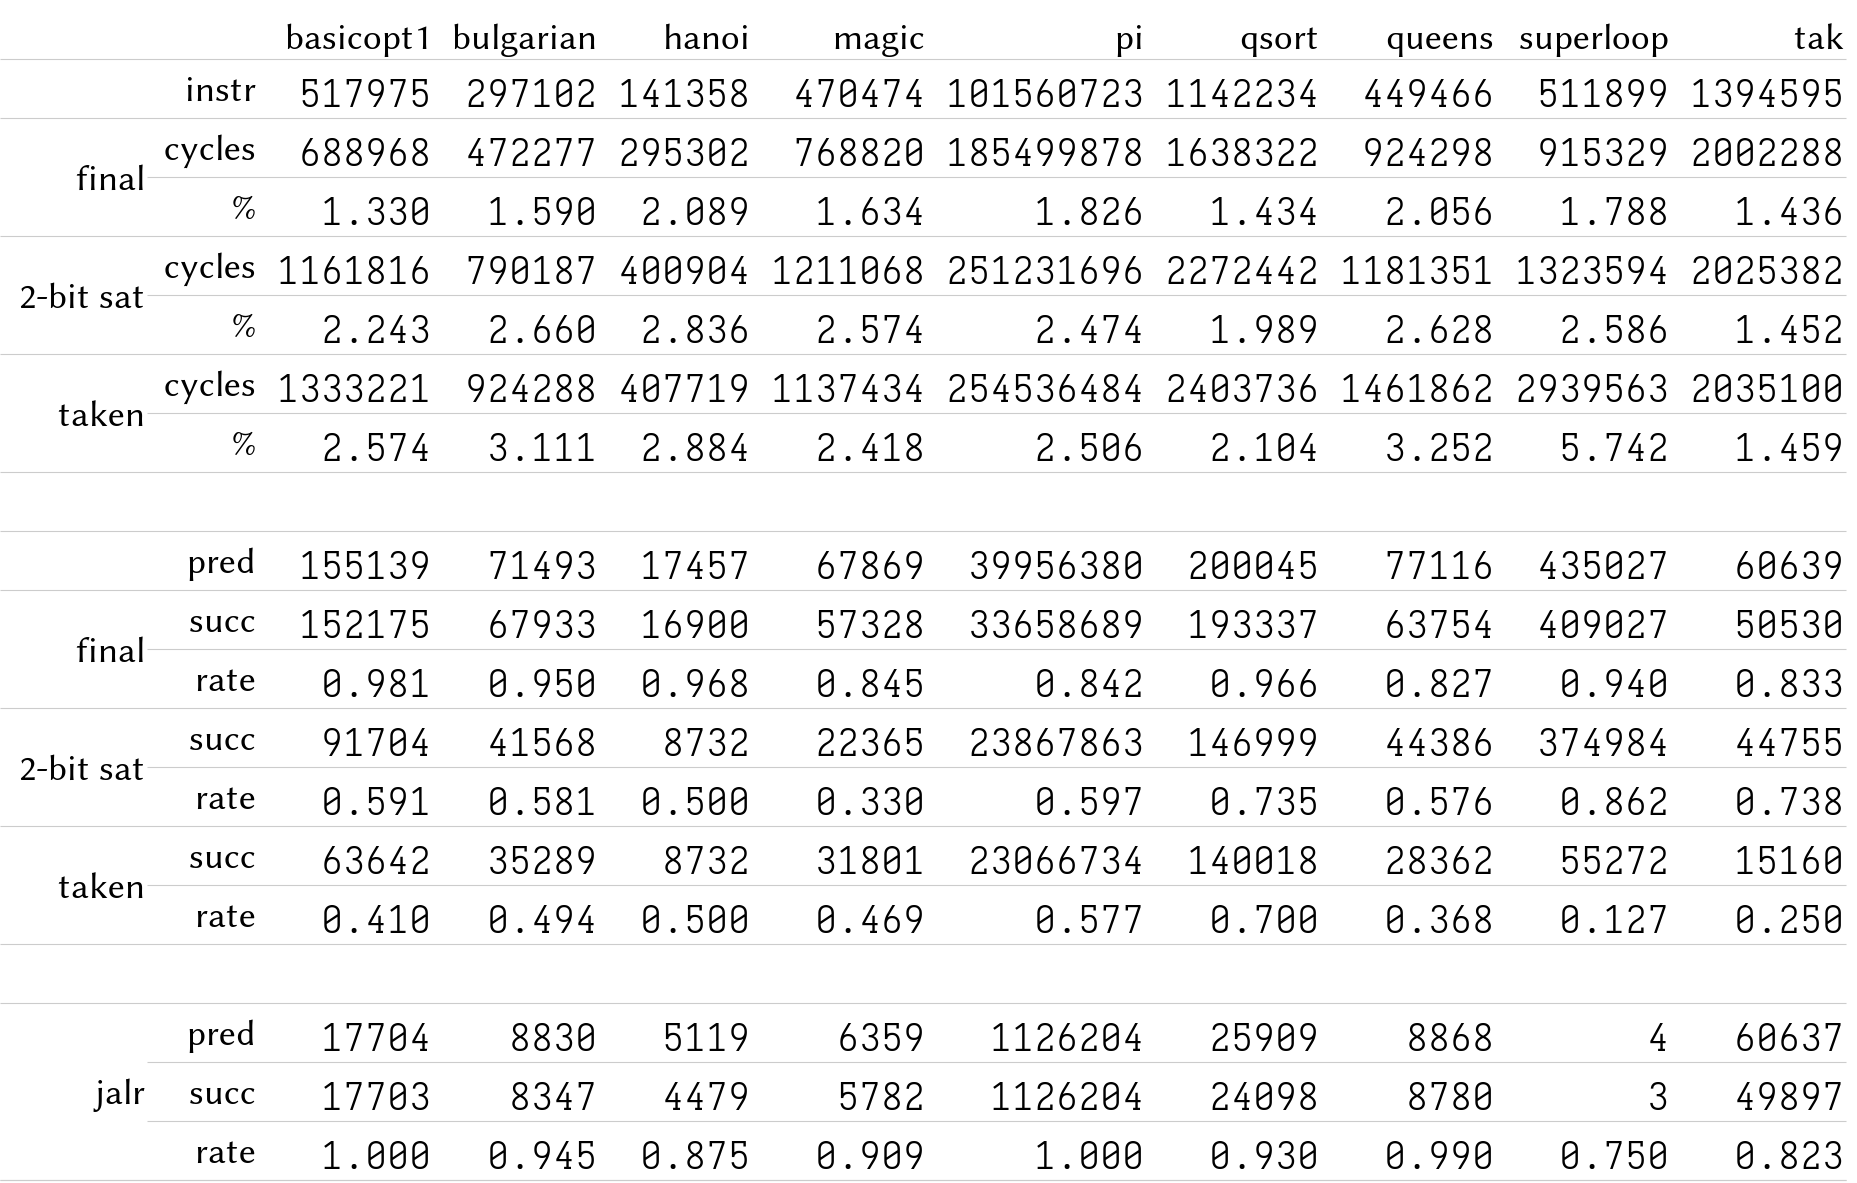 basicopt1 bulgarian hanoi magic pi qsort queens superloop tak
instr 517975 297102 141358 470474 101560723 1142234 449466 511899 1394595
final cycles 688968 472277 295302 768820 185499878 1638322 924298 915329 2002288
% 1.330 1.590 2.089 1.634 1.826 1.434 2.056 1.788 1.436
2-bit sat cycles 1161816 790187 400904 1211068 251231696 2272442 1181351 1323594 2025382
% 2.243 2.660 2.836 2.574 2.474 1.989 2.628 2.586 1.452
taken cycles 1333221 924288 407719 1137434 254536484 2403736 1461862 2939563 2035100
% 2.574 3.111 2.884 2.418 2.506 2.104 3.252 5.742 1.459
pred 155139 71493 17457 67869 39956380 200045 77116 435027 60639
final succ 152175 67933 16900 57328 33658689 193337 63754 409027 50530
rate 0.981 0.950 0.968 0.845 0.842 0.966 0.827 0.940 0.833
2-bit sat succ 91704 41568 8732 22365 23867863 146999 44386 374984 44755
rate 0.591 0.581 0.500 0.330 0.597 0.735 0.576 0.862 0.738
taken succ 63642 35289 8732 31801 23066734 140018 28362 55272 15160
rate 0.410 0.494 0.500 0.469 0.577 0.700 0.368 0.127 0.250
pred 17704 8830 5119 6359 1126204 25909 8868 4 60637
jalr succ 17703 8347 4479 5782 1126204 24098 8780 3 49897
rate 1.000 0.945 0.875 0.909 1.000 0.930 0.990 0.750 0.823